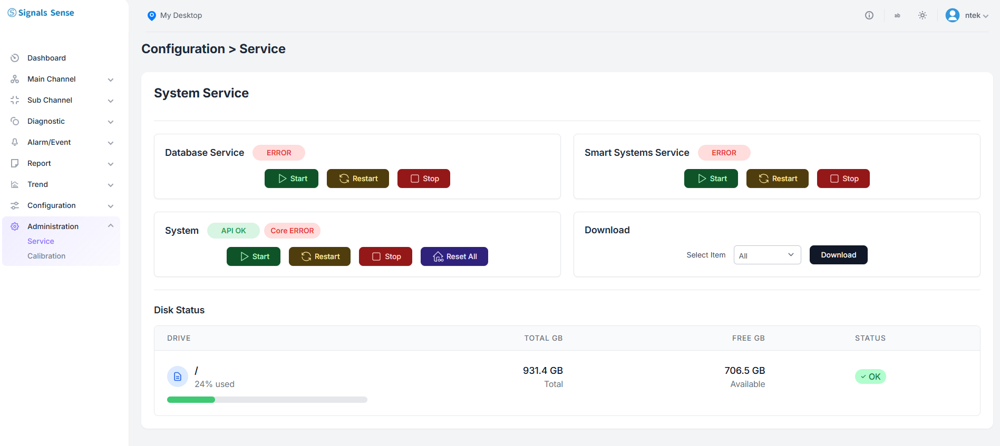 Signals Sense
My Desktop
ab
ntek
Dashboard
Main Channel
Sub Channel
Diagnostic
Alarm/Event
Report
Trend
Configuration
Administration
Service
Calibration
Configuration > Service
System Service
Database Service ERROR
Start Restart Stop
Smart Systems Service ERROR
Start Restart Stop
System API OK Core ERROR
Start Restart Stop Reset All
Download
Select Item All Download
Disk Status
DRIVE TOTAL GB FREE GB STATUS
/ 931.4 GB 706.5 GB OK
24% used Total Available